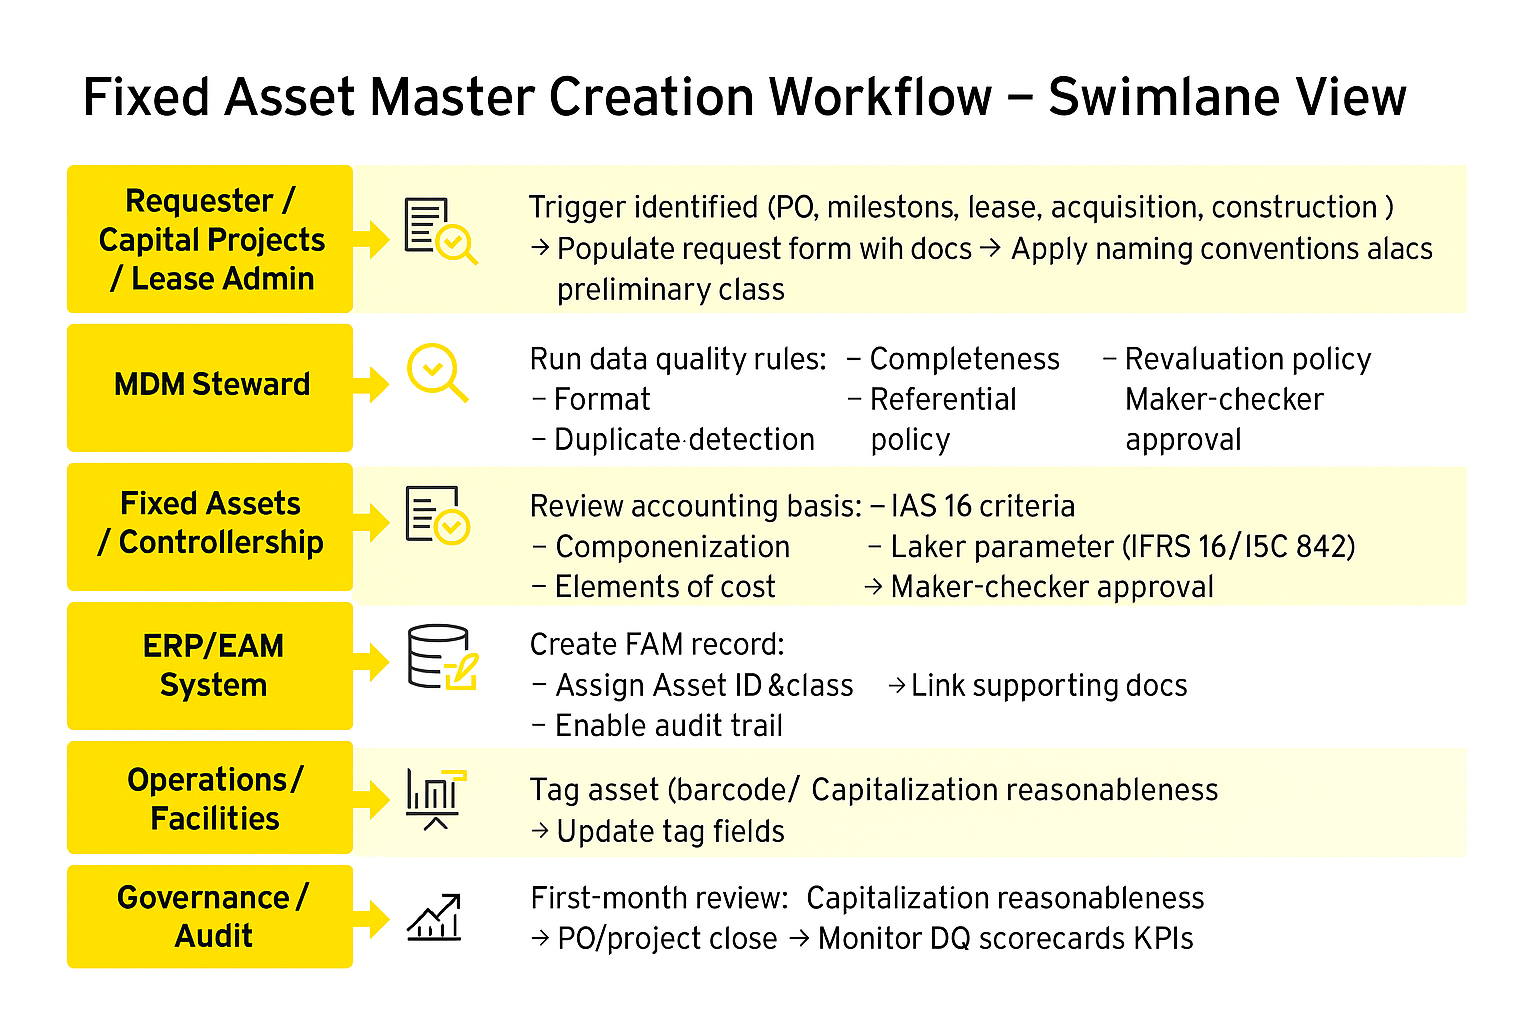 Fixed Asset Master Creation Workflow – Swimlane View
Requester /
Capital Projects
/ Lease Admin
Trigger identified (PO, milestons, lease, acquisition, construction )
→ Populate request form wih docs → Apply naming conventions alacs
preliminary class
MDM Steward
Run data quality rules: – Completeness – Revaluation policy
– Format – Referential Maker-checker
– Duplicate·detection policy approval
Fixed Assets
/ Controllership
Review accounting basis: – IAS 16 criteria
– Componenization – Laker parameter (IFRS 16/I5C 842)
– Elements of cost → Maker-checker approval
ERP/EAM
System
Create FAM record:
– Assign Asset ID &class → Link supporting docs
– Enable audit trail
Operations/
Facilities
Tag asset (barcode/ Capitalization reasonableness
→ Update tag fields
Governance /
Audit
First-month review: Capitalization reasonableness
→ PO/project close → Monitor DQ scorecards KPIs